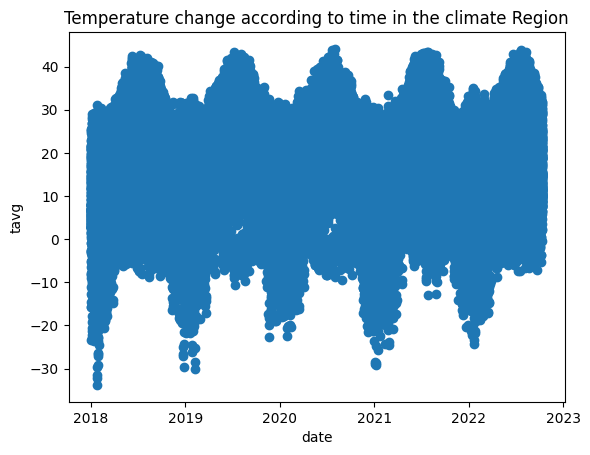 Temperature change according to time in the climate Region
40
30
20
10
0
−10
−20
−30
tavg
2018 2019 2020 2021 2022 2023
date